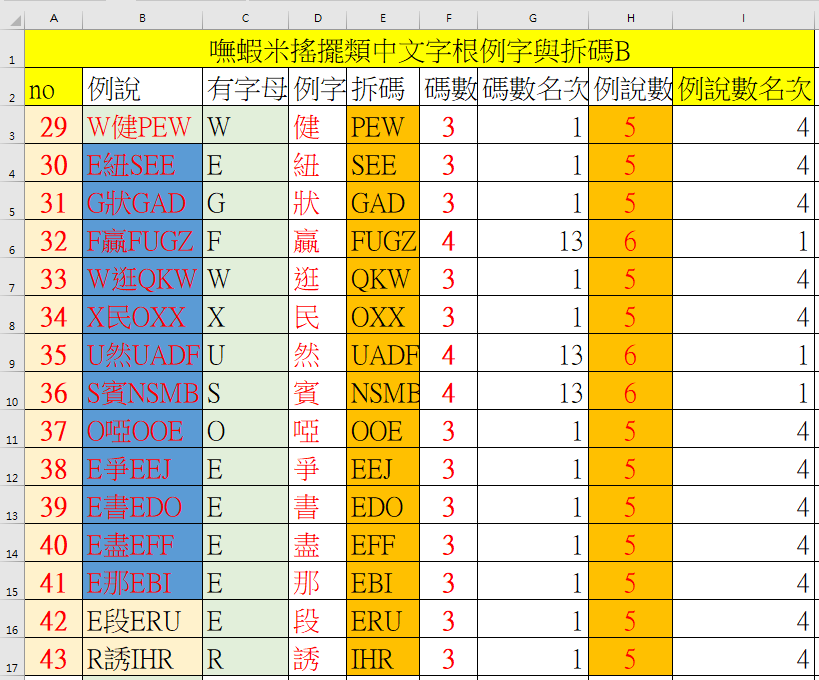 A B C D E F G H I
1 嘸蝦米搖擺類中文字根例字與拆碼B
2 no 例說 有字母 例字 拆碼 碼數 碼數名次 例說數 例說數名次
3 29 W健PEW W 健 PEW 3 1 5 4
4 30 E紐SEE E 紐 SEE 3 1 5 4
5 31 G狀GAD G 狀 GAD 3 1 5 4
6 32 F贏FUGZ F 贏 FUGZ 4 13 6 1
7 33 W逛QKW W 逛 QKW 3 1 5 4
8 34 X民OXX X 民 OXX 3 1 5 4
9 35 U然UADF U 然 UADF 4 13 6 1
10 36 S賓NSMB S 賓 NSMB 4 13 6 1
11 37 O啞OOE O 啞 OOE 3 1 5 4
12 38 E爭EEJ E 爭 EEJ 3 1 5 4
13 39 E書EDO E 書 EDO 3 1 5 4
14 40 E盡EFF E 盡 EFF 3 1 5 4
15 41 E那EBI E 那 EBI 3 1 5 4
16 42 E段ERU E 段 ERU 3 1 5 4
17 43 R誘IHR R 誘 IHR 3 1 5 4